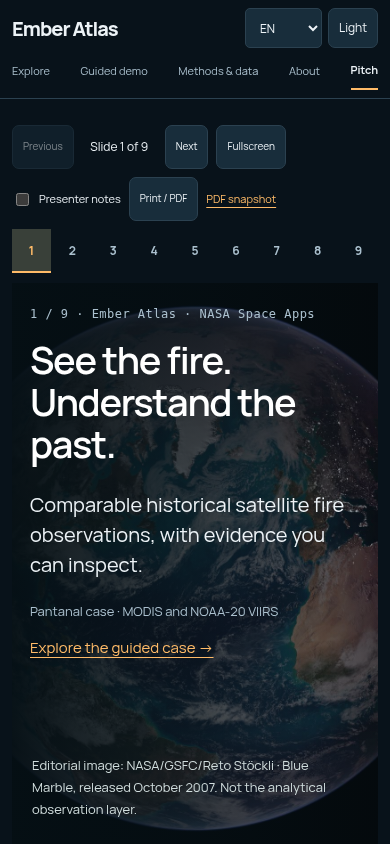 Ember Atlas
EN
Light
Explore
Guided demo
Methods & data
About
Pitch
Previous
Slide 1 of 9
Next
Fullscreen
Presenter notes
Print / PDF
PDF snapshot
1 2 3 4 5 6 7 8 9
1 / 9 · Ember Atlas · NASA Space Apps
See the fire.
Understand the
past.
Comparable historical satellite fire
observations, with evidence you
can inspect.
Pantanal case · MODIS and NOAA-20 VIIRS
Explore the guided case →
Editorial image: NASA/GSFC/Reto Stöckli · Blue
Marble, released October 2007. Not the analytical
observation layer.